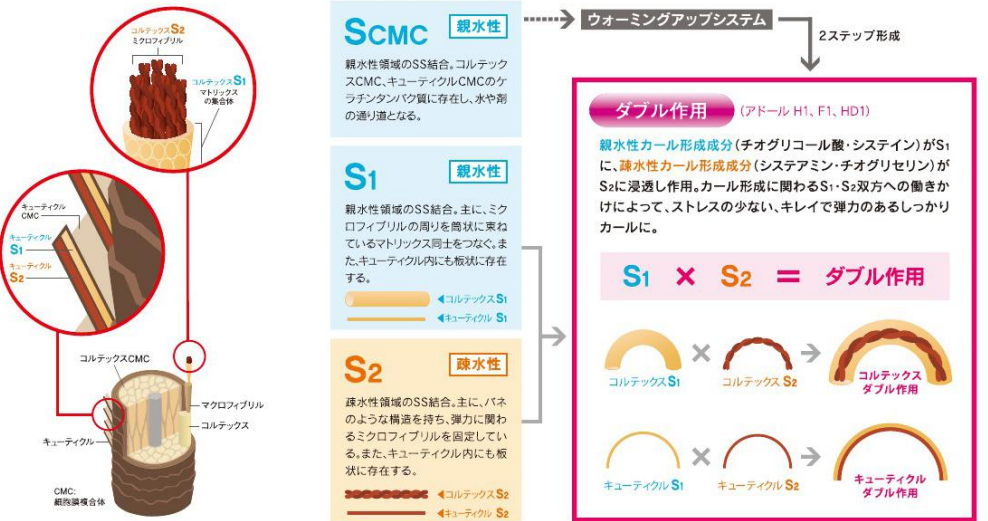 コルテックスS2
ミクロフィブリル
コルテックスS1
マトリックス
の集合体
キューティクル
CMC
キューティクル
S1
キューティクル
S2
コルテックスCMC
マクロフィブリル
コルテックス
キューティクル
CMC:
細胞膜複合体
SCMC 親水性
親水性領域のSS結合。コルテック
スCMC、キューティクルCMCのケ
ラチンタンパク質に存在し、水や剤
の通り道となる。
S1 親水性
親水性領域のSS結合。主に、ミク
ロフィブリルの周りを筒状に束ね
ているマトリックス同士をつなぐ。ま
た、キューティクル内にも板状に存在
する。
◀コルテックスS1
◀キューティクル S1
S2 疎水性
疎水性領域のSS結合。主に、バネ
のような構造を持ち、弾力に関わ
るミクロフィブリルを固定してい
る。また、キューティクル内にも板
状に存在する。
◀コルテックスS2
◀キューティクル S2
ウォーミングアップシステム
2ステップ形成
ダブル作用 (アドール H1、F1、HD1)
親水性カール形成成分(チオグリコール酸・システイン)がS1
に、疎水性カール形成成分(システアミン・チオグリセリン)が
S2に浸透し作用。カール形成に関わるS1・S2双方への働きか
けによって、ストレスの少ない、キレイで弾力のあるしっかり
カールに。
S1 × S2 = ダブル作用
コルテックスS1 × コルテックス S2
コルテックス
ダブル作用
キューティクルS1 × キューティクル S2
キューティクル
ダブル作用